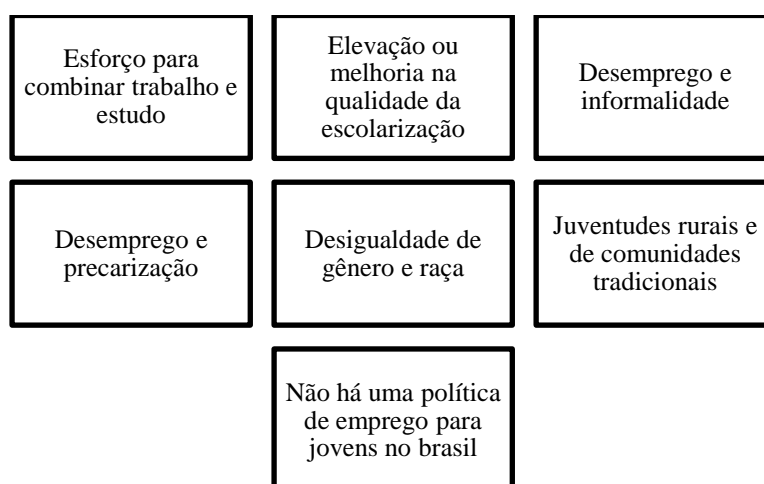 Esforço para
combinar trabalho e
estudo
Elevação ou
melhoria na
qualidade da
escolarização
Desemprego e
informalidade
Desemprego e
precarização
Desigualdade de
gênero e raça
Juventudes rurais e
de comunidades
tradicionais
Não há uma política
de emprego para
jovens no brasil